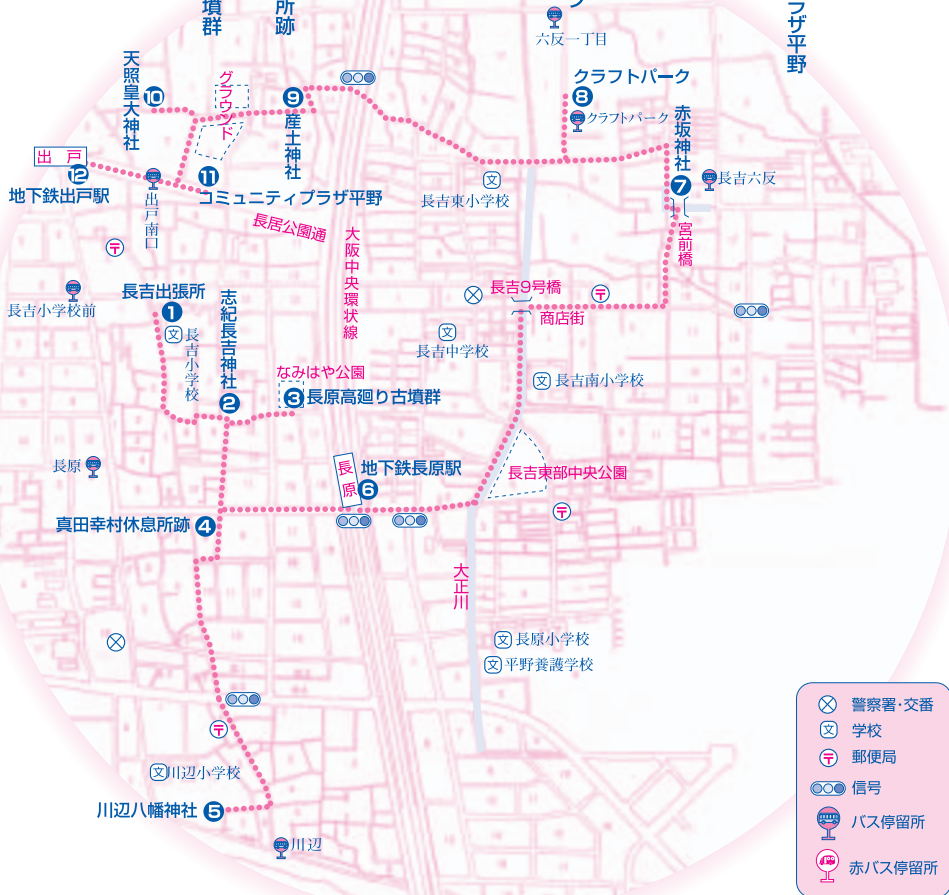 墳群
所跡
プ
ラザ平野
六反一丁目
天照皇大神社
10
グラウンド
9
産土神社
クラフトパーク
8
クラフトパーク
赤坂神社
7
長吉六反
宮前橋
出 戸
12
地下鉄出戸駅
出戸南口
11
コミュニティプラザ平野
長居公園通
大阪中央環状線
文
長吉東小学校
〒
長吉小学校前
長吉出張所
1
文
長吉小学校
志紀長吉神社
2
なみはや公園
3
長原高廻り古墳群
長吉9号橋
〒
商店街
文
長吉中学校
文
長吉南小学校
長原
長原
地下鉄長原駅
6
長吉東部中央公園
〒
真田幸村休息所跡
4
大正川
文
長原小学校
文
平野養護学校
〒
文
川辺小学校
川辺八幡神社
5
川辺
警察署・交番
文
学校
〒
郵便局
信号
バス停留所
赤バス停留所